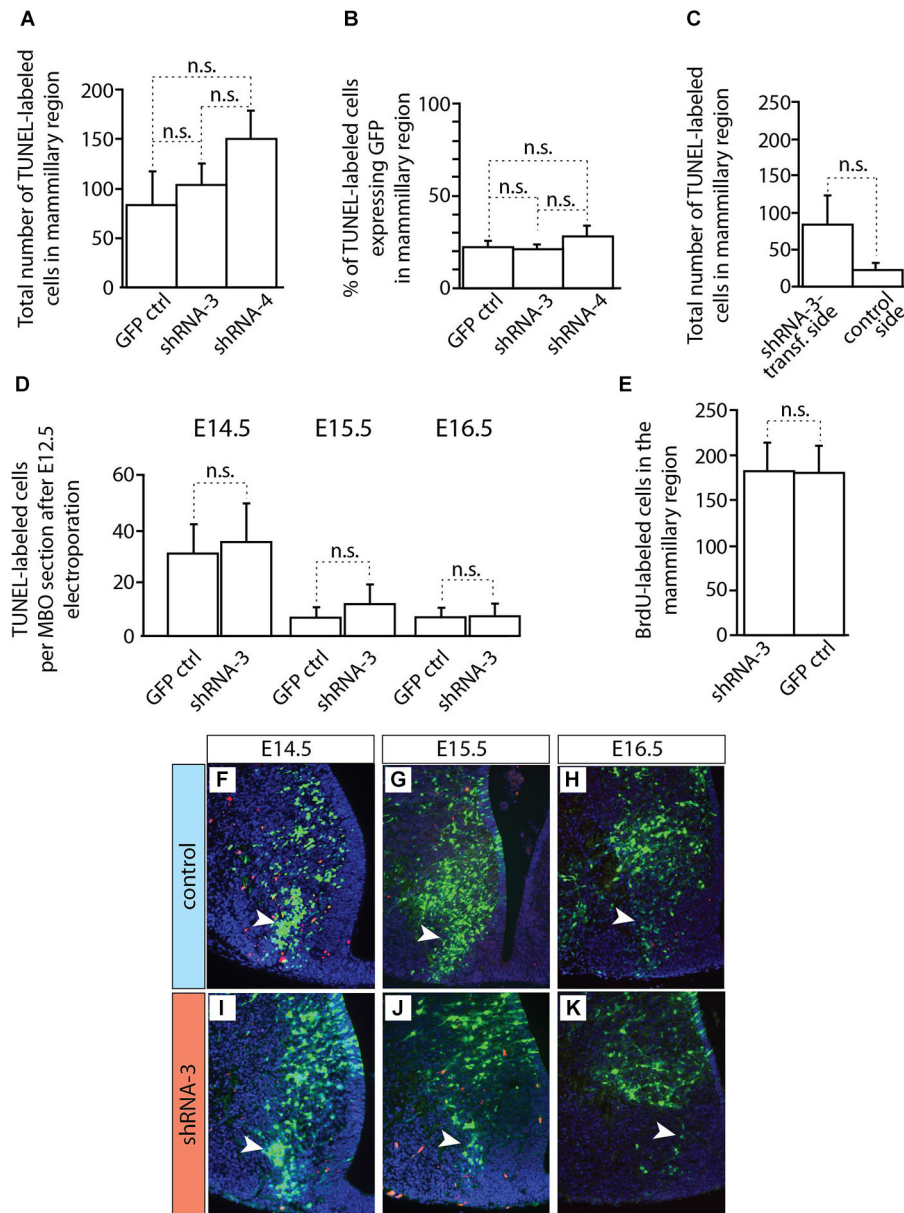 A
Total number of TUNEL-labeled
cells in mammillary region
200
150
100
50
0
n.s.
n.s.
n.s.
GFP ctrl
shRNA-3
shRNA-4
B
% of TUNEL-labeled cells
expressing GFP
in mammillary region
100
50
0
n.s.
n.s.
n.s.
GFP ctrl
shRNA-3
shRNA-4
C
Total number of TUNEL-labeled
cells in mammillary region
250
200
150
100
50
0
n.s.
shRNA-3-
transf. side
control
side
D
TUNEL-labeled cells
per MBO section after E12.5
electroporation
60
40
20
0
E14.5
E15.5
E16.5
n.s.
n.s.
n.s.
GFP ctrl
shRNA-3
GFP ctrl
shRNA-3
GFP ctrl
shRNA-3
E
BrdU-labeled cells in the
mammillary region
250
200
150
100
50
0
n.s.
shRNA-3
GFP ctrl
E14.5
E15.5
E16.5
control
F
G
H
shRNA-3
I
J
K